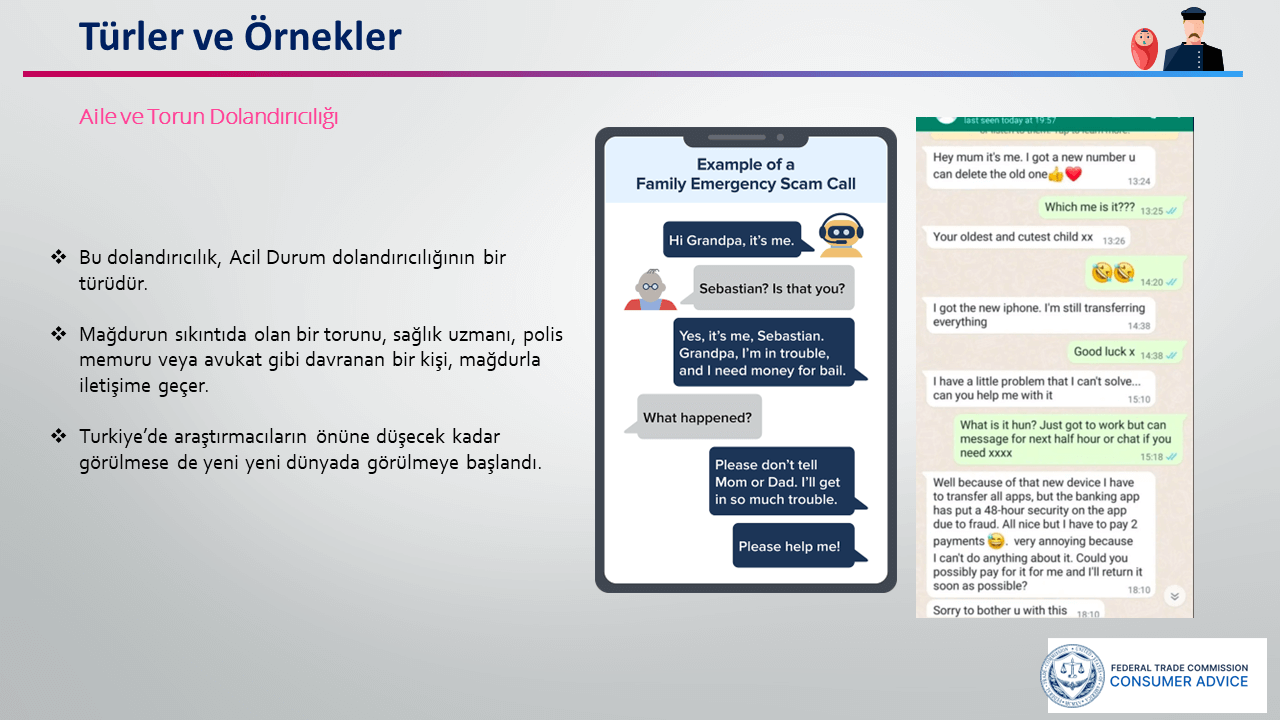 Türler ve Örnekler
Aile ve Torun Dolandırıcılığı
❖ Bu dolandırıcılık, Acil Durum dolandırıcılığının bir
türüdür.
❖ Mağdurun sıkıntıda olan bir torunu, sağlık uzmanı, polis
memuru veya avukat gibi davranan bir kişi, mağdurla
iletişime geçer.
❖ Turkiye’de araştırmacıların önüne düşecek kadar
görülmese de yeni yeni dünyada görülmeye başlandı.
Example of a
Family Emergency Scam Call
Hi Grandpa, it’s me.
Sebastian? Is that you?
Yes, it’s me, Sebastian.
Grandpa, I’m in trouble,
and I need money for bail.
What happened?
Please don’t tell
Mom or Dad. I’ll get
in so much trouble.
Please help me!
last seen today at 19:57
or listen to them. Tap to learn more.
Hey mum it's me. I got a new number u
can delete the old one👍❤️
13:24
Which me is it??? 13:25
Your oldest and cutest child xx 13:26
🤣🤣 14:20
I got the new iphone. I'm still transferring
everything 14:38
Good luck x 14:38
I have a little problem that I can't solve...
can you help me with it 15:10
What is it hun? Just got to work but can
message for next half hour or chat if you
need xxxx 15:18
Well because of that new device I have
to transfer all apps, but the banking app
has put a 48-hour security on the app
due to fraud. All nice but I have to pay 2
payments 😅. very annoying because
I can't do anything about it. Could you
possibly pay for it for me and I'll return it
soon as possible? 18:10
Sorry to bother u with this 18:10
FEDERAL TRADE COMMISSION
CONSUMER ADVICE